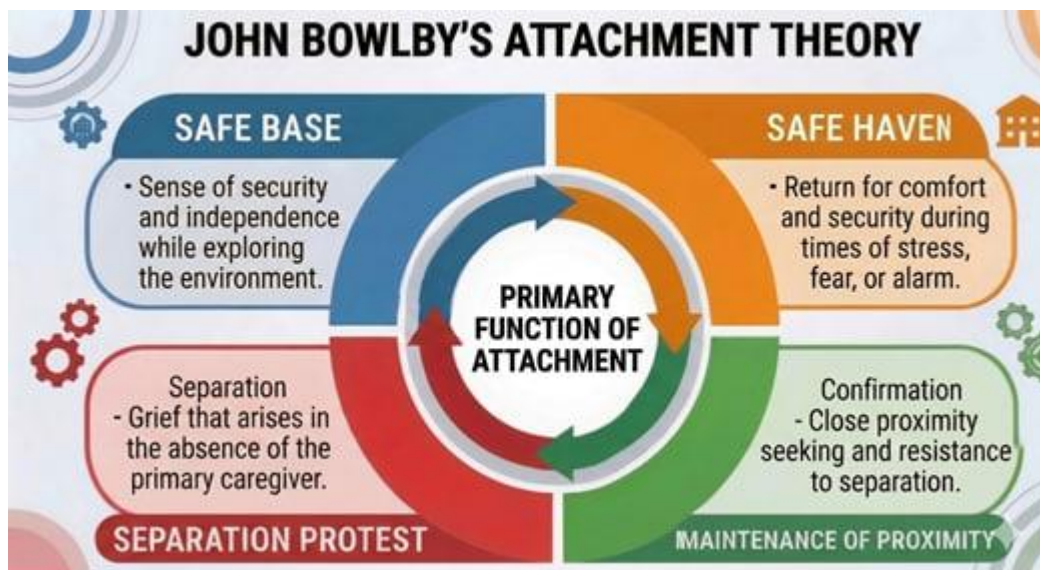 JOHN BOWLBY'S ATTACHMENT THEORY
SAFE BASE
• Sense of security
and independence
while exploring
the environment.
SAFE HAVEN
• Return for comfort
and security during
times of stress,
fear, or alarm.
PRIMARY
FUNCTION OF
ATTACHMENT
Separation
- Grief that arises in
the absence of the
primary caregiver.
SEPARATION PROTEST
Confirmation
- Close proximity
seeking and resistance
to separation.
MAINTENANCE OF PROXIMITY